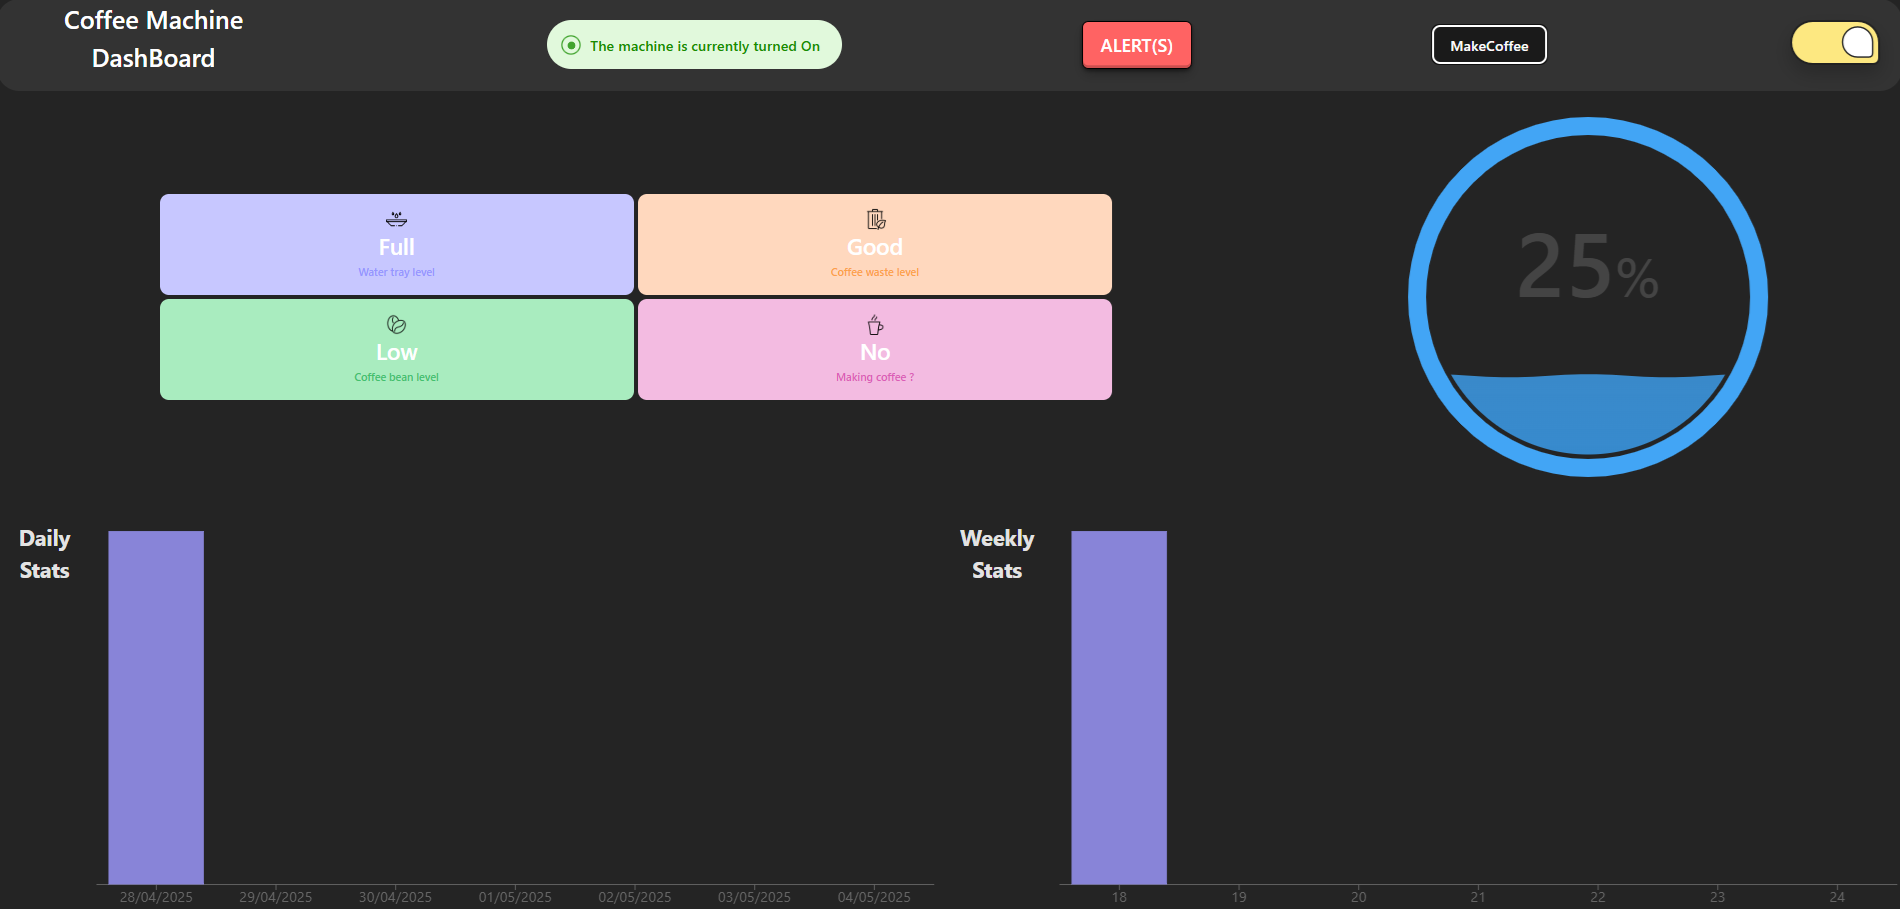 Coffee Machine
DashBoard
The machine is currently turned On
ALERT(S)
MakeCoffee
Full
Water tray level
Good
Coffee waste level
Low
Coffee bean level
No
Making coffee ?
25%
Daily
Stats
28/04/2025 29/04/2025 30/04/2025 01/05/2025 02/05/2025 03/05/2025 04/05/2025
Weekly
Stats
18 19 20 21 22 23 24